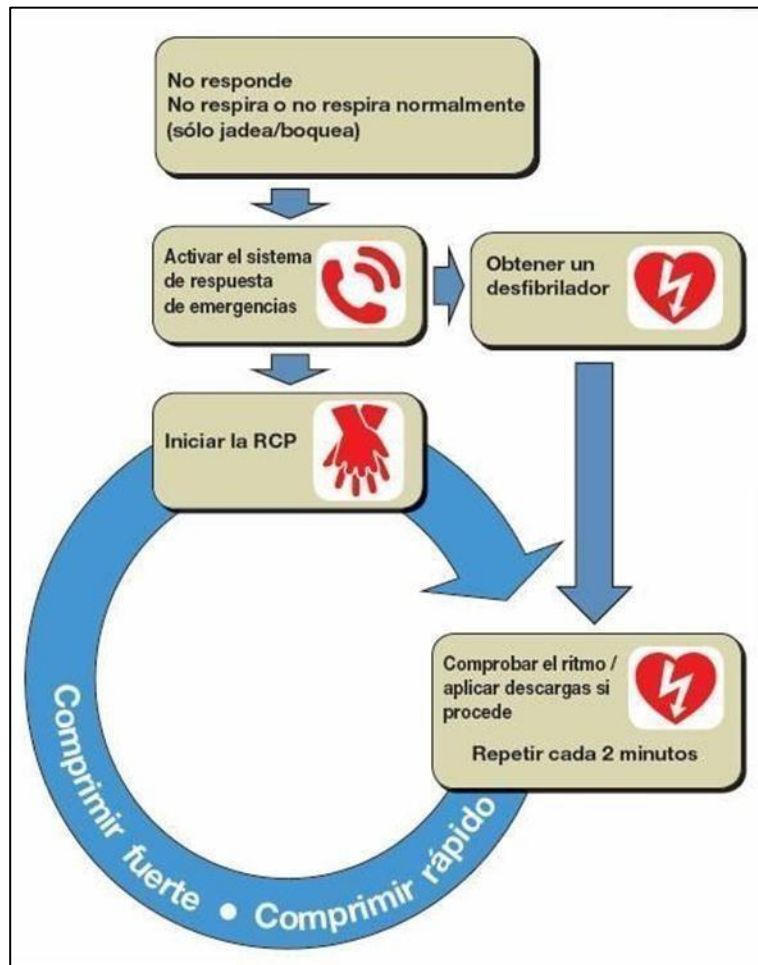 No responde
No respira o no respira normalmente
(sólo jadea/boquea)
Activar el sistema
de respuesta
de emergencias
Obtener un
desfibrilador
Iniciar la RCP
Comprobar el ritmo /
aplicar descargas si
procede
Repetir cada 2 minutos
Comprimir fuerte • Comprimir rápido